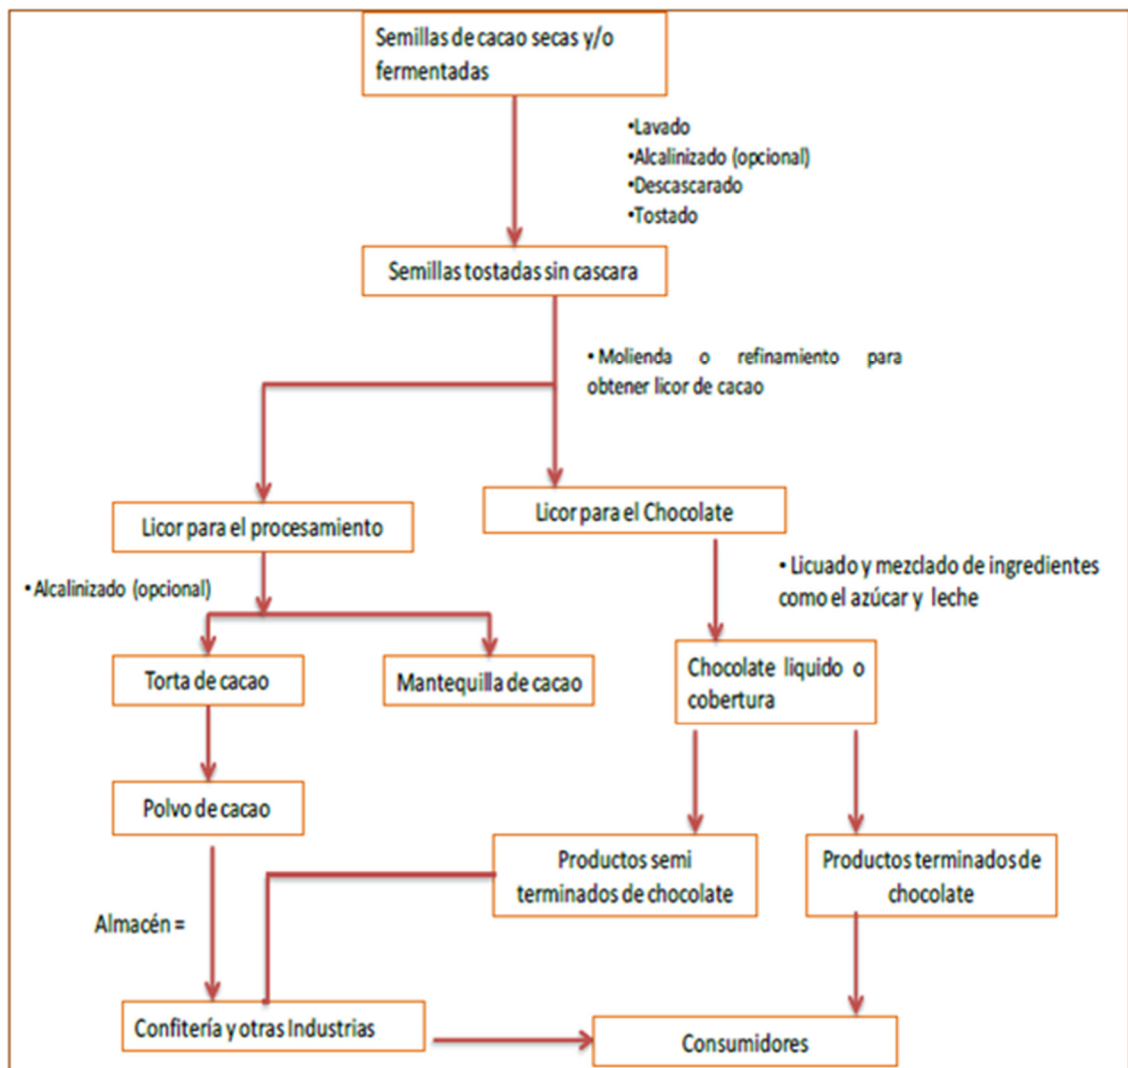 Semillas de cacao secas y/o
fermentadas
•Lavado
•Alcalinizado (opcional)
•Descascarado
•Tostado
Semillas tostadas sin cascara
• Molienda o refinamiento para
obtener licor de cacao
Licor para el procesamiento
Licor para el Chocolate
• Alcalinizado (opcional)
• Licuado y mezclado de ingredientes
como el azúcar y leche
Torta de cacao
Mantequilla de cacao
Chocolate liquido o
cobertura
Polvo de cacao
Productos semi
terminados de chocolate
Productos terminados de
chocolate
Almacén =
Confitería y otras Industrias
Consumidores